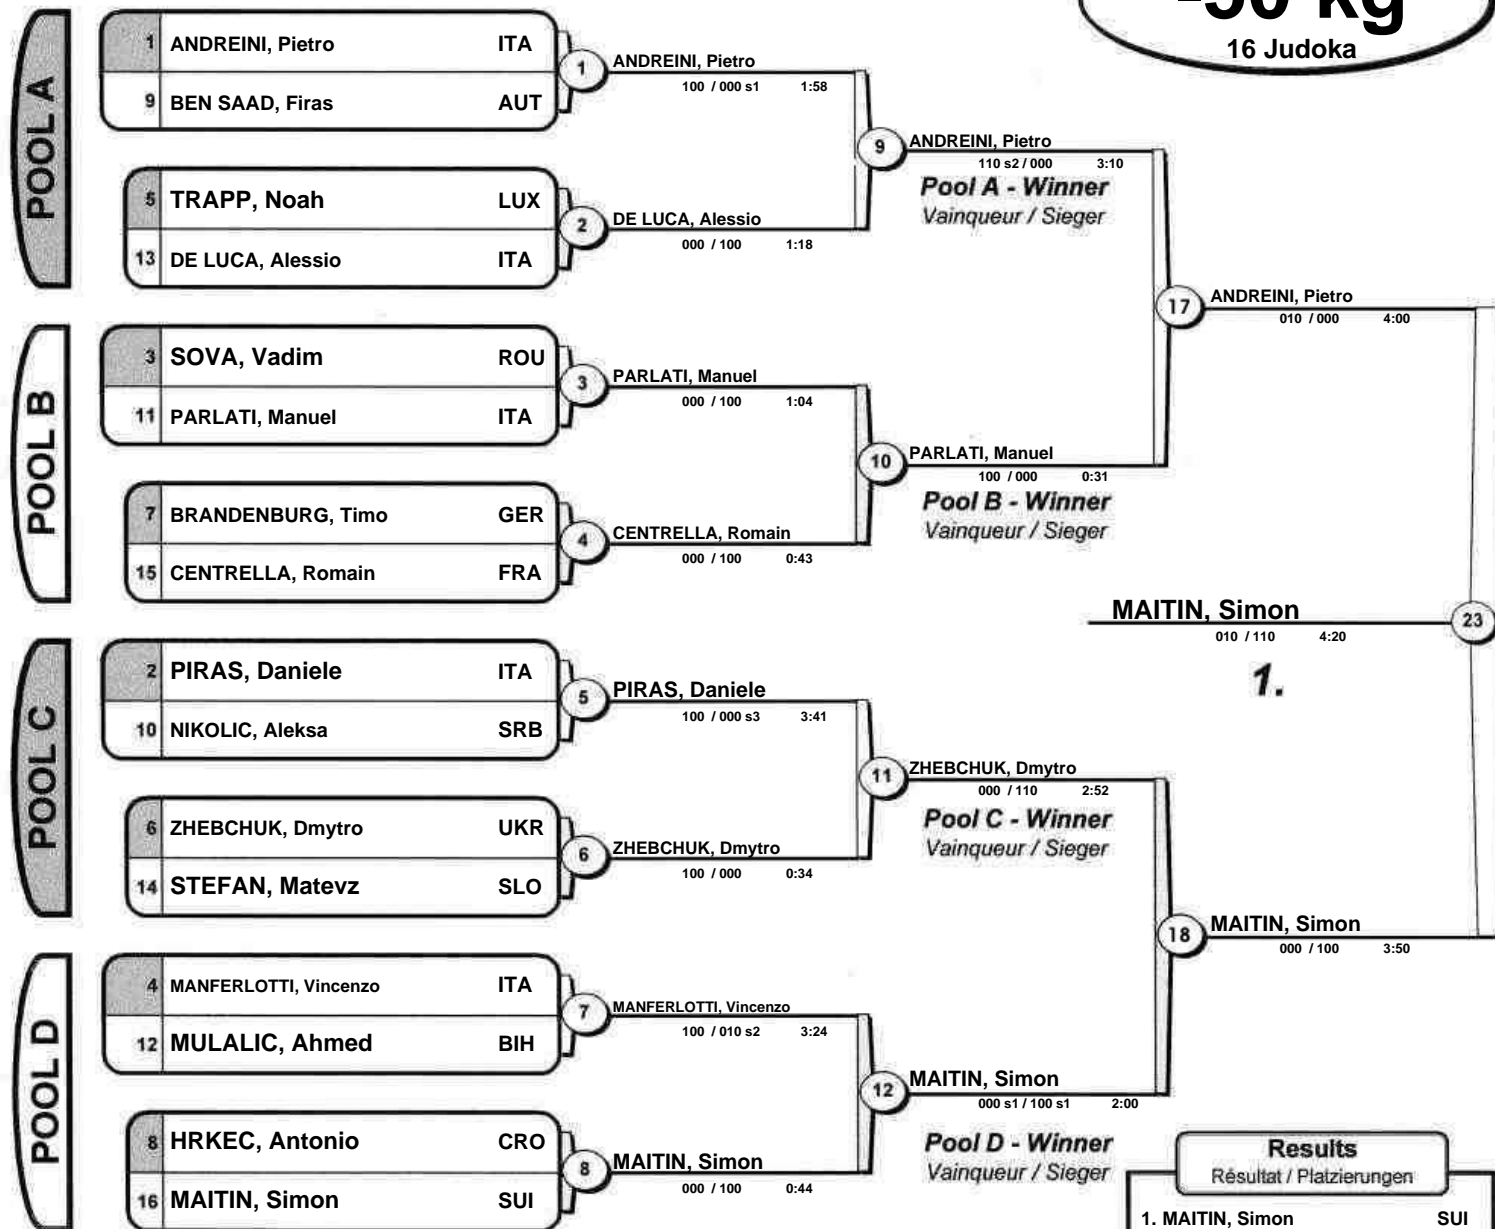 -50 kg
16 Judoka
POOL A
1 ANDREINI, Pietro ITA
9 BEN SAAD, Firas AUT
5 TRAPP, Noah LUX
13 DE LUCA, Alessio ITA
1
ANDREINI, Pietro
100 / 000 s1 1:58
2
DE LUCA, Alessio
000 / 100 1:18
9
ANDREINI, Pietro
110 s2 / 000 3:10
Pool A - Winner
Vainqueur / Sieger
POOL B
3 SOVA, Vadim ROU
11 PARLATI, Manuel ITA
7 BRANDENBURG, Timo GER
15 CENTRELLA, Romain FRA
3
PARLATI, Manuel
000 / 100 1:04
4
CENTRELLA, Romain
000 / 100 0:43
10
PARLATI, Manuel
100 / 000 0:31
Pool B - Winner
Vainqueur / Sieger
17
ANDREINI, Pietro
010 / 000 4:00
POOL C
2 PIRAS, Daniele ITA
10 NIKOLIC, Aleksa SRB
6 ZHEBCHUK, Dmytro UKR
14 STEFAN, Matevz SLO
5
PIRAS, Daniele
100 / 000 s3 3:41
6
ZHEBCHUK, Dmytro
100 / 000 0:34
11
ZHEBCHUK, Dmytro
000 / 110 2:52
Pool C - Winner
Vainqueur / Sieger
POOL D
4 MANFERLOTTI, Vincenzo ITA
12 MULALIC, Ahmed BIH
8 HRKEC, Antonio CRO
16 MAITIN, Simon SUI
7
MANFERLOTTI, Vincenzo
100 / 010 s2 3:24
8
MAITIN, Simon
000 / 100 0:44
12
MAITIN, Simon
000 s1 / 100 s1 2:00
Pool D - Winner
Vainqueur / Sieger
18
MAITIN, Simon
000 / 100 3:50
MAITIN, Simon
23
010 / 110 4:20
1.
Results
Résultat / Platzierungen
1. MAITIN, Simon SUI